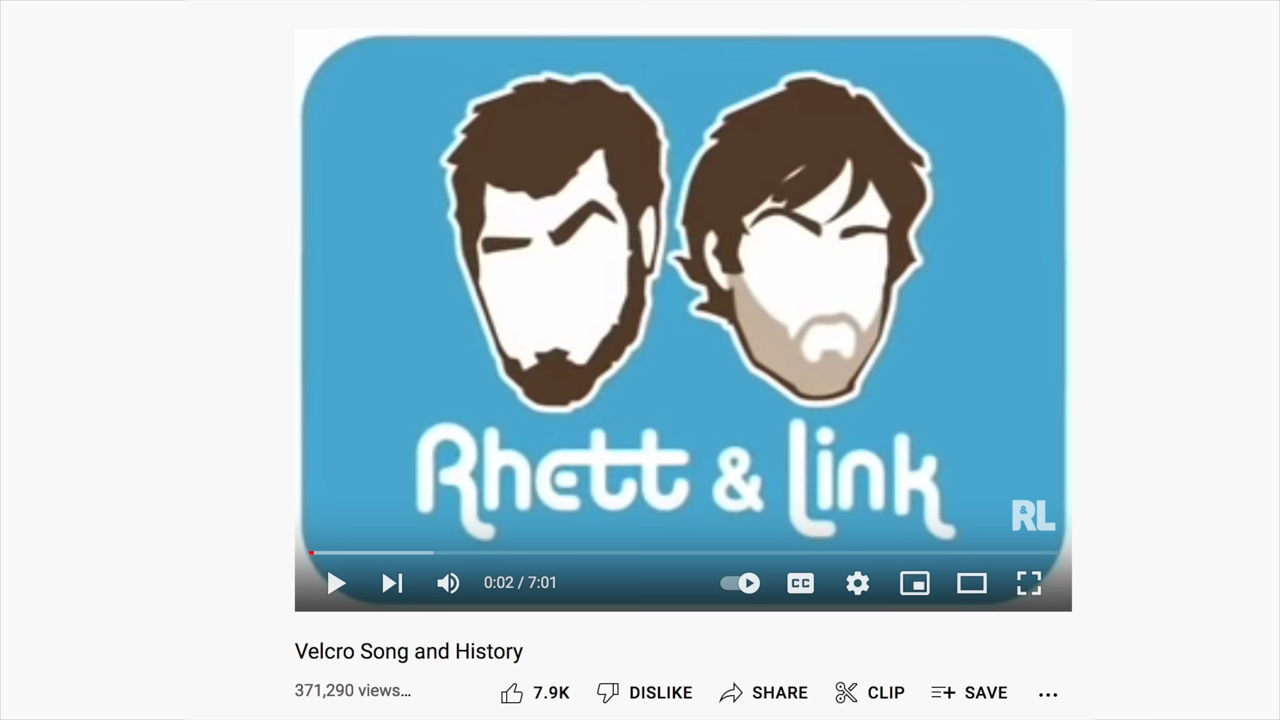 Rhett & Link
RL
0:02 / 7:01
CC
Velcro Song and History
371,290 views…
7.9K DISLIKE SHARE CLIP SAVE ...